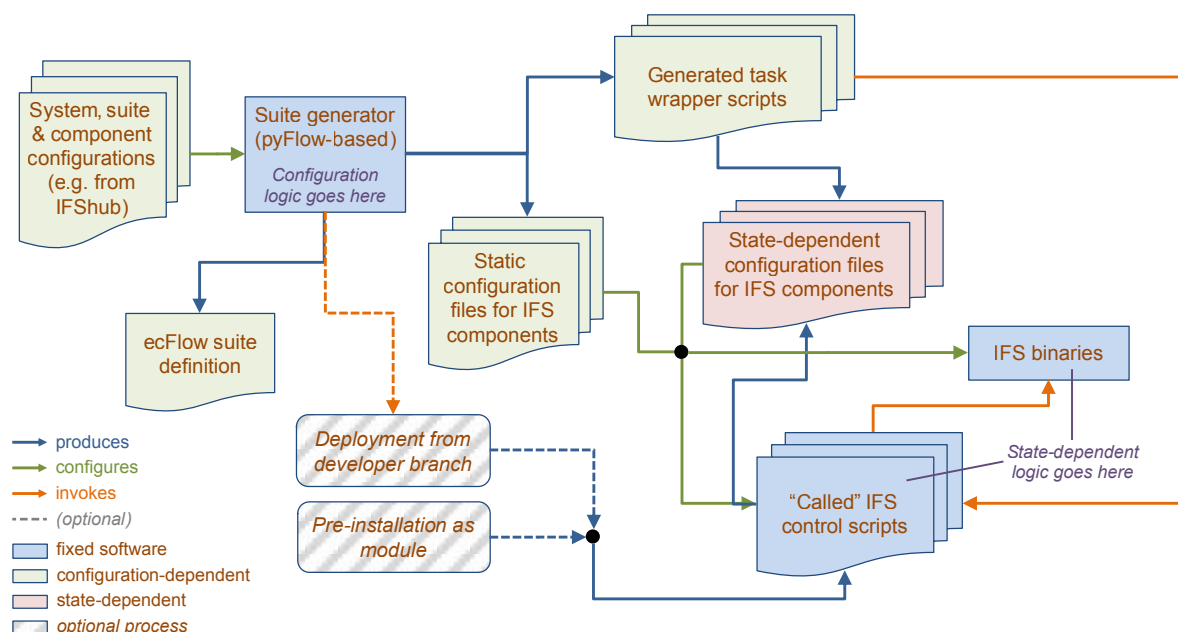 System, suite
& component
configurations
(e.g. from
IFShub)
Suite generator
(pyFlow-based)
Configuration
logic goes here
Generated task
wrapper scripts
Static
configuration
files for IFS
components
State-dependent
configuration files
for IFS components
ecFlow suite
definition
IFS binaries
Deployment from
developer branch
State-dependent
logic goes here
“Called” IFS
control scripts
Pre-installation as
module
produces
configures
invokes
(optional)
fixed software
configuration-dependent
state-dependent
optional process